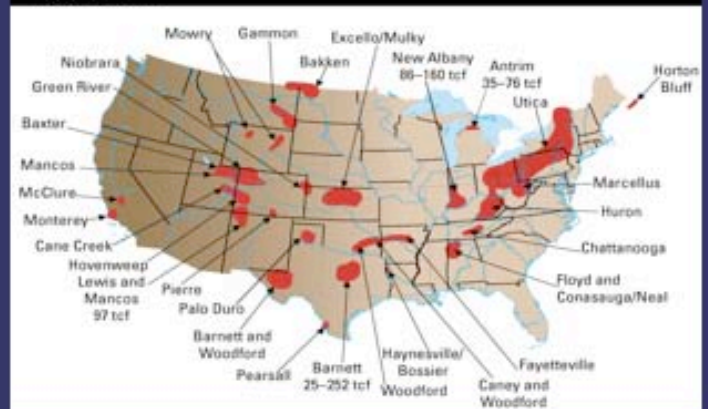 Mowry
Gammon
Excello/Mulky
Niobrara
Bakken
New Albany
86–160 tcf
Antrim
35–76 tcf
Horton
Bluff
Green River
Utica
Baxter
Mancos
Marcellus
McClure
Huron
Monterey
Chattanooga
Cane Creek
Hovenweep
Floyd and
Conasauga/Neal
Lewis and
Mancos
97 tcf
Pierre
Palo Duro
Barnett and
Woodford
Haynesville/
Bossier
Fayetteville
Pearsall
Barnett
25–252 tcf
Woodford
Caney and
Woodford